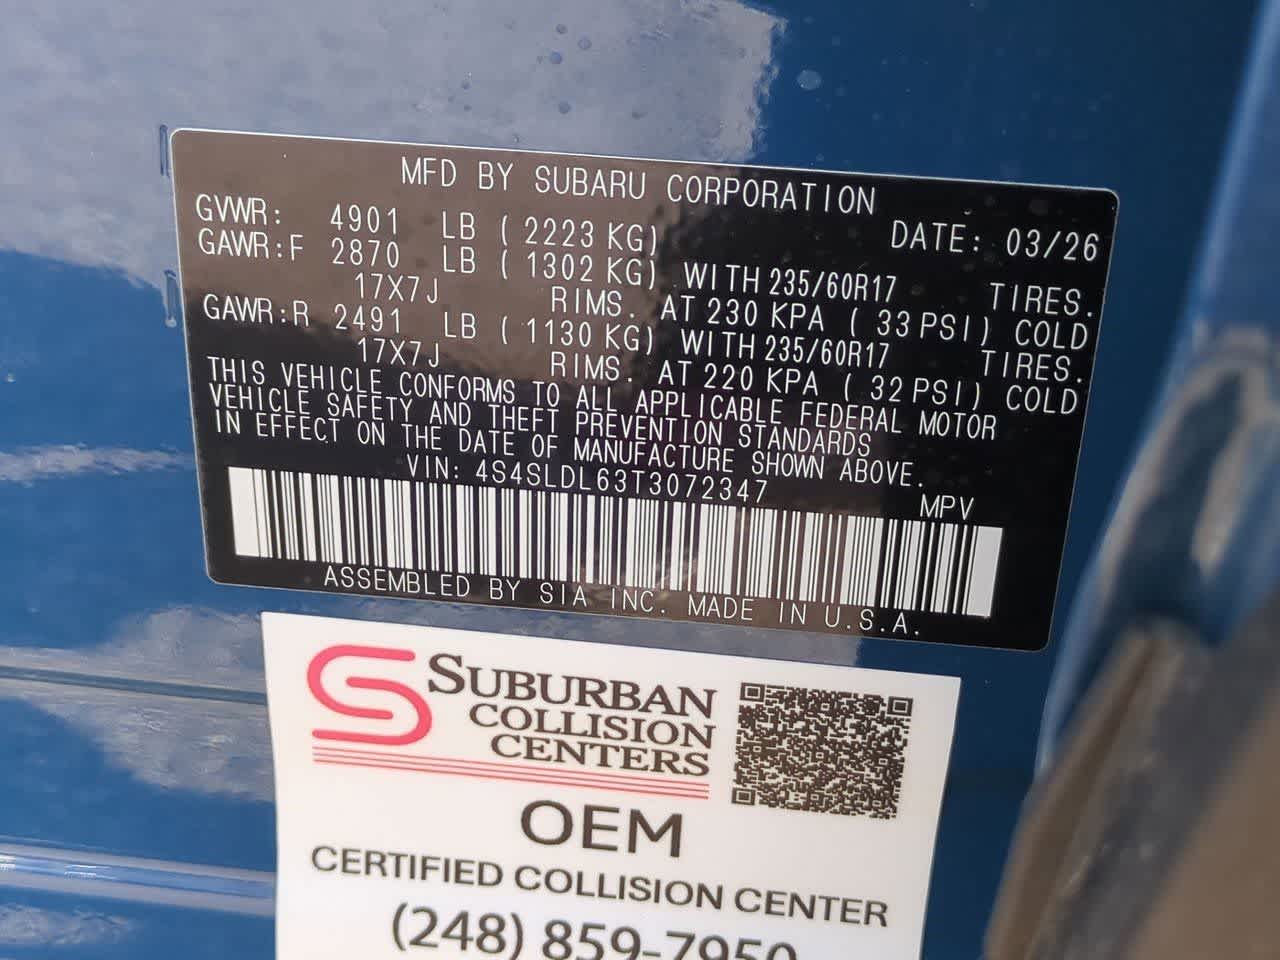 MFD BY SUBARU CORPORATION
GVWR: 4901 LB ( 2223 KG) DATE: 03/26
GAWR:F 2870 LB ( 1302 KG) WITH 235/60R17 TIRES.
17X7J RIMS. AT 230 KPA ( 33 PSI) COLD
GAWR:R 2491 LB ( 1130 KG) WITH 235/60R17 TIRES.
17X7J RIMS. AT 220 KPA ( 32 PSI) COLD
THIS VEHICLE CONFORMS TO ALL APPLICABLE FEDERAL MOTOR
VEHICLE SAFETY AND THEFT PREVENTION STANDARDS
IN EFFECT ON THE DATE OF MANUFACTURE SHOWN ABOVE.
VIN: 4S4SLDL63T3072347
MPV
ASSEMBLED BY SIA INC. MADE IN U.S.A.
SUBURBAN
COLLISION
CENTERS
OEM
CERTIFIED COLLISION CENTER
(248) 859-7950